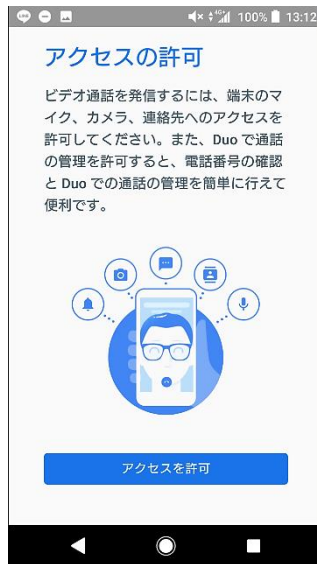 LINE 4G+ 100% 13:12
アクセスの許可
ビデオ通話を発信するには、端末のマ
イク、カメラ、連絡先へのアクセスを
許可してください。また、Duo で通話
の管理を許可すると、電話番号の確認
と Duo での通話の管理を簡単に行えて
便利です。
アクセスを許可